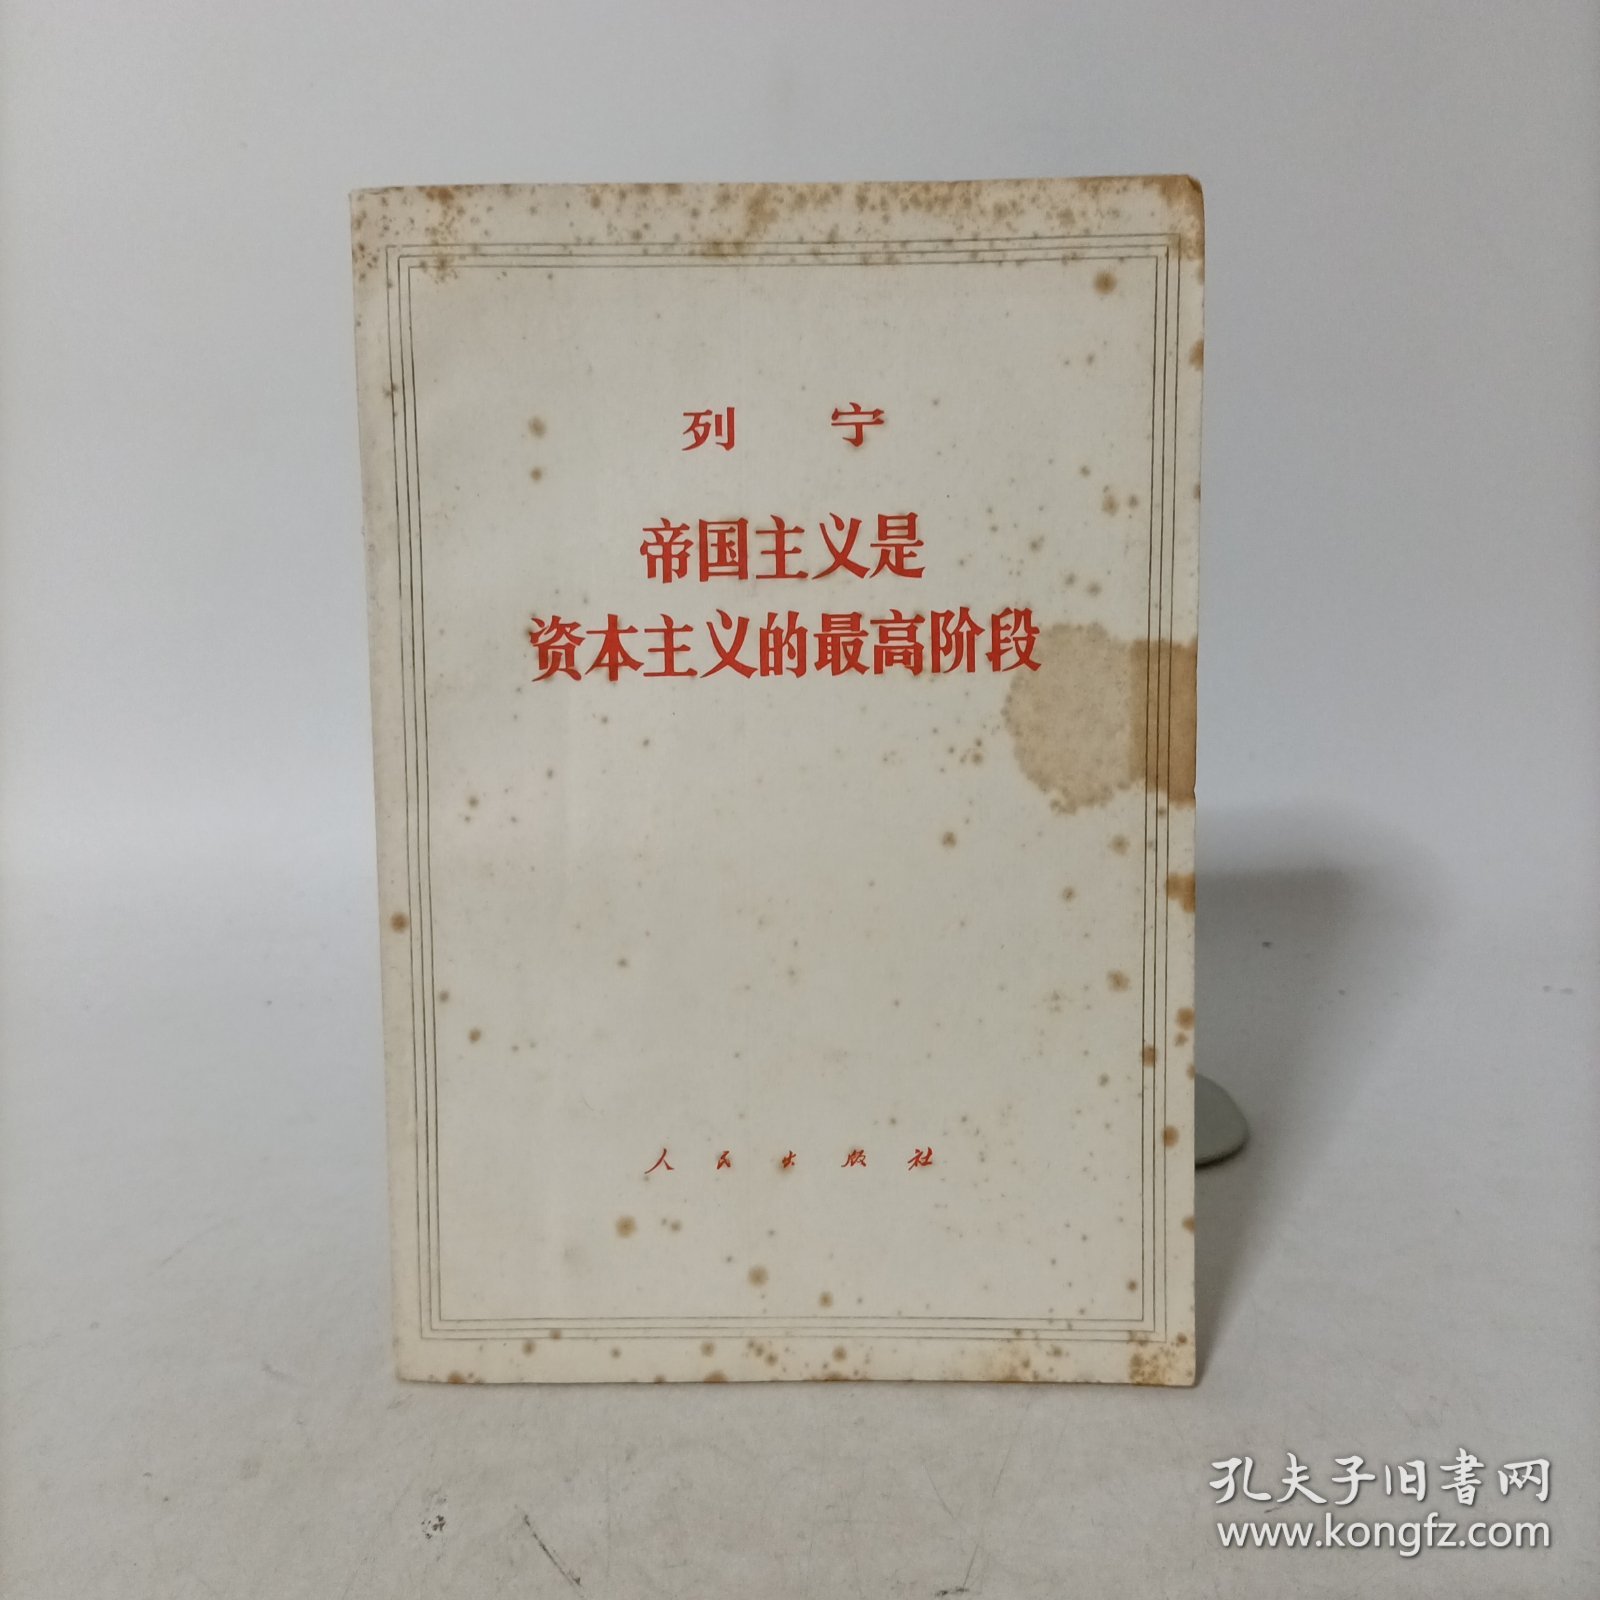 列 宁
帝国主义是
资本主义的最高阶段
人民出版社
孔夫子旧书网
www.kongfz.com